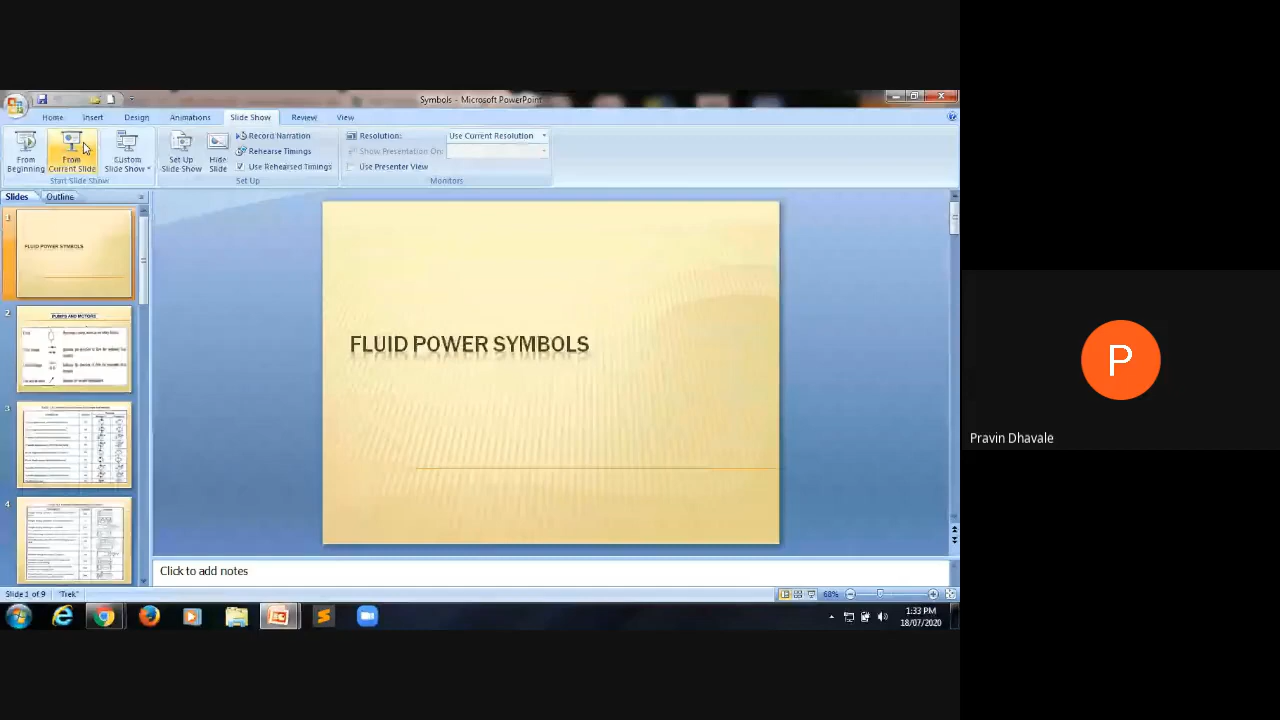 Symbols - Microsoft PowerPoint
Home Insert Design Animations Slide Show Review View
From Beginning
From Current Slide
Custom Slide Show
Start Slide Show
Set Up Slide Show
Hide Slide
Record Narration
Rehearse Timings
Use Rehearsed Timings
Set Up
Resolution: Use Current Resolution
Show Presentation On:
Use Presenter View
Monitors
Slides Outline
1
FLUID POWER SYMBOLS
2
PUMPS AND MOTORS
3
4
FLUID POWER SYMBOLS
Click to add notes
Slide 1 of 9 "Trek" 68%
1:33 PM
18/07/2020
P
Pravin Dhavale